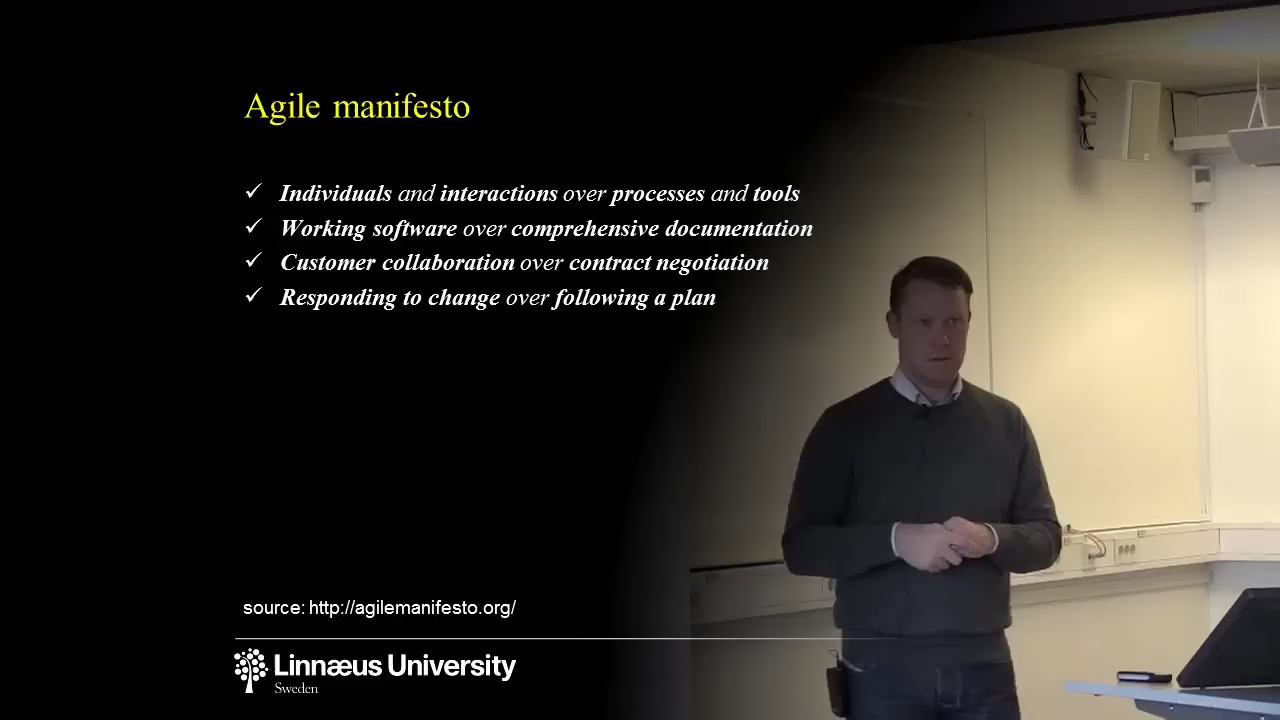 Agile manifesto
✓ Individuals and interactions over processes and tools
✓ Working software over comprehensive documentation
✓ Customer collaboration over contract negotiation
✓ Responding to change over following a plan
source: http://agilemanifesto.org/
Linnæus University
Sweden